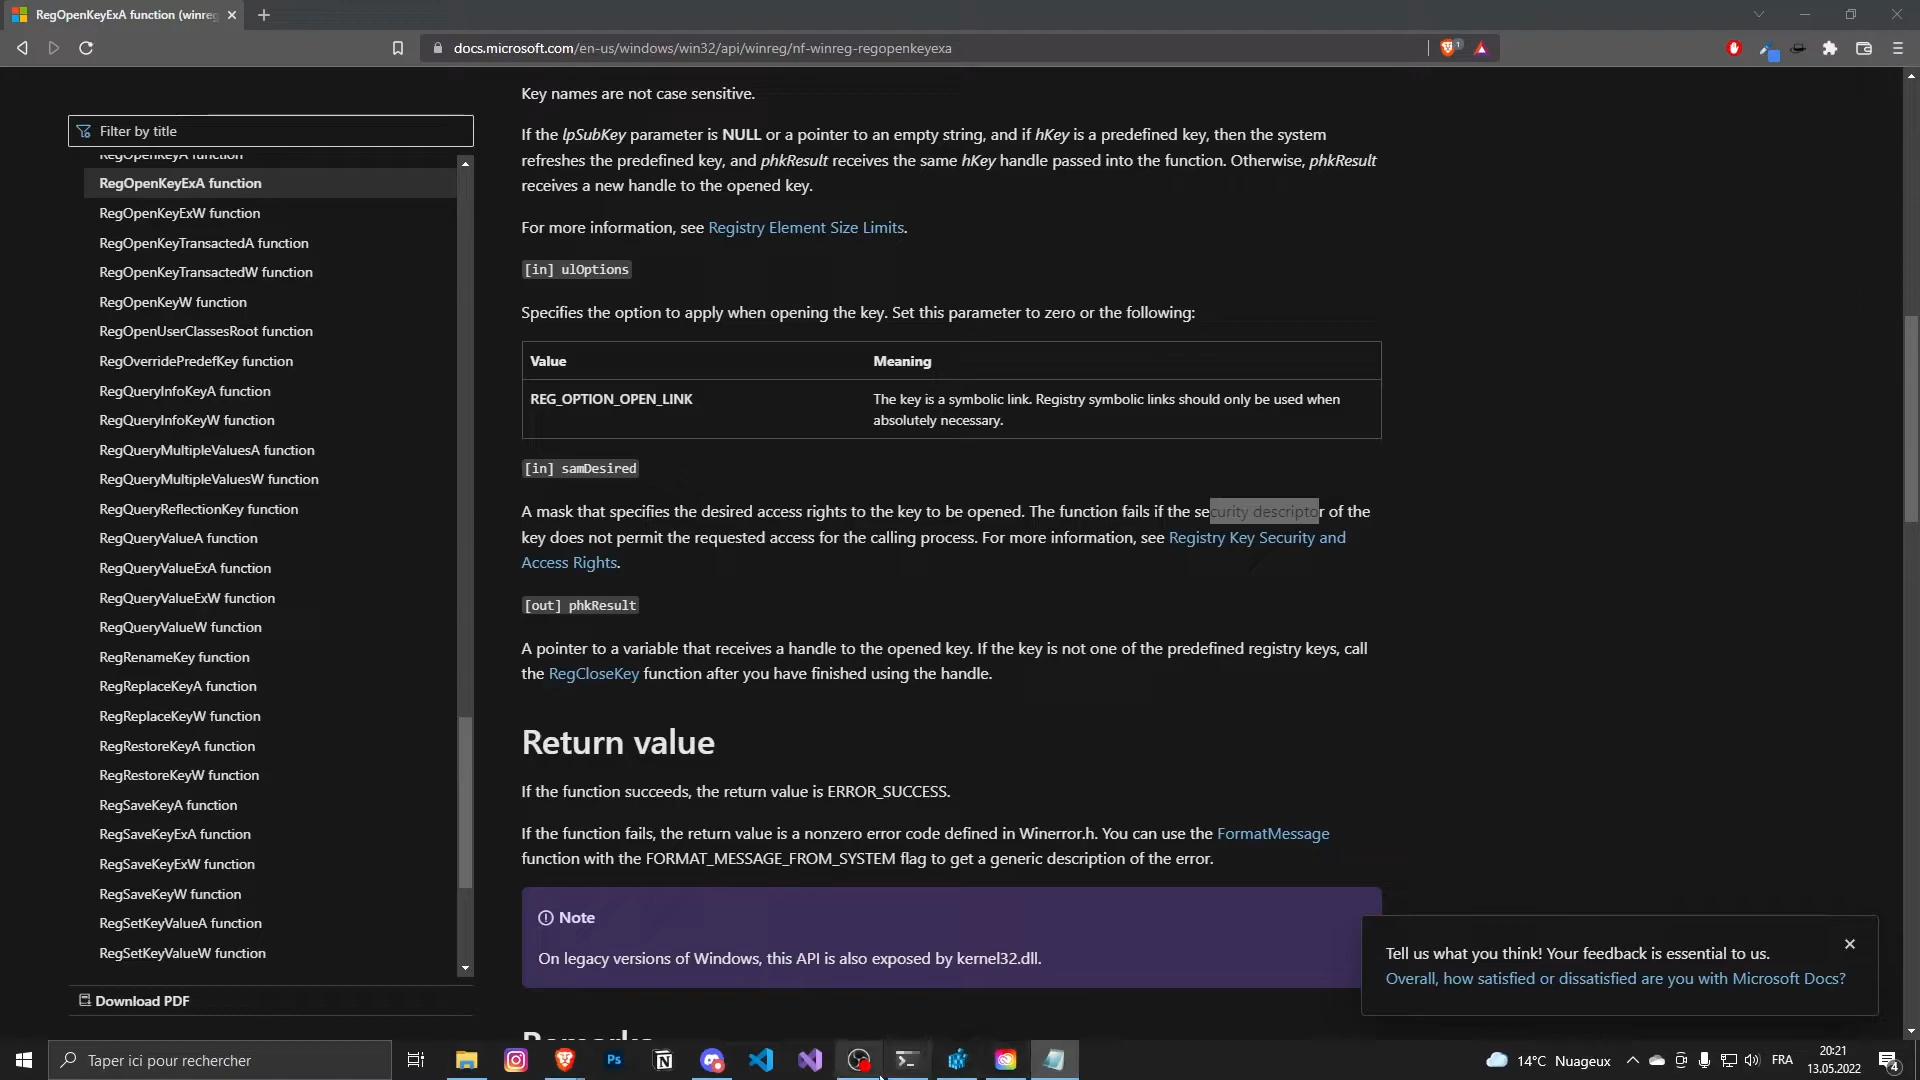 RegOpenKeyExA function (winreg
docs.microsoft.com/en-us/windows/win32/api/winreg/nf-winreg-regopenkeyexa
1
Filter by title
RegOpenKeyA function
RegOpenKeyExA function
RegOpenKeyExW function
RegOpenKeyTransactedA function
RegOpenKeyTransactedW function
RegOpenKeyW function
RegOpenUserClassesRoot function
RegOverridePredefKey function
RegQueryInfoKeyA function
RegQueryInfoKeyW function
RegQueryMultipleValuesA function
RegQueryMultipleValuesW function
RegQueryReflectionKey function
RegQueryValueA function
RegQueryValueExA function
RegQueryValueExW function
RegQueryValueW function
RegRenameKey function
RegReplaceKeyA function
RegReplaceKeyW function
RegRestoreKeyA function
RegRestoreKeyW function
RegSaveKeyA function
RegSaveKeyExA function
RegSaveKeyExW function
RegSaveKeyW function
RegSetKeyValueA function
RegSetKeyValueW function
Download PDF
Key names are not case sensitive.
If the lpSubKey parameter is NULL or a pointer to an empty string, and if hKey is a predefined key, then the system
refreshes the predefined key, and phkResult receives the same hKey handle passed into the function. Otherwise, phkResult
receives a new handle to the opened key.
For more information, see Registry Element Size Limits.
[in] ulOptions
Specifies the option to apply when opening the key. Set this parameter to zero or the following:
Value Meaning
REG_OPTION_OPEN_LINK The key is a symbolic link. Registry symbolic links should only be used when
absolutely necessary.
[in] samDesired
A mask that specifies the desired access rights to the key to be opened. The function fails if the security descriptor of the
key does not permit the requested access for the calling process. For more information, see Registry Key Security and
Access Rights.
[out] phkResult
A pointer to a variable that receives a handle to the opened key. If the key is not one of the predefined registry keys, call
the RegCloseKey function after you have finished using the handle.
Return value
If the function succeeds, the return value is ERROR_SUCCESS.
If the function fails, the return value is a nonzero error code defined in Winerror.h. You can use the FormatMessage
function with the FORMAT_MESSAGE_FROM_SYSTEM flag to get a generic description of the error.
Note
On legacy versions of Windows, this API is also exposed by kernel32.dll.
Remarks
Tell us what you think! Your feedback is essential to us.
Overall, how satisfied or dissatisfied are you with Microsoft Docs?
Taper ici pour rechercher
Ps
14°C Nuageux
FRA
20:21
13.05.2022
4